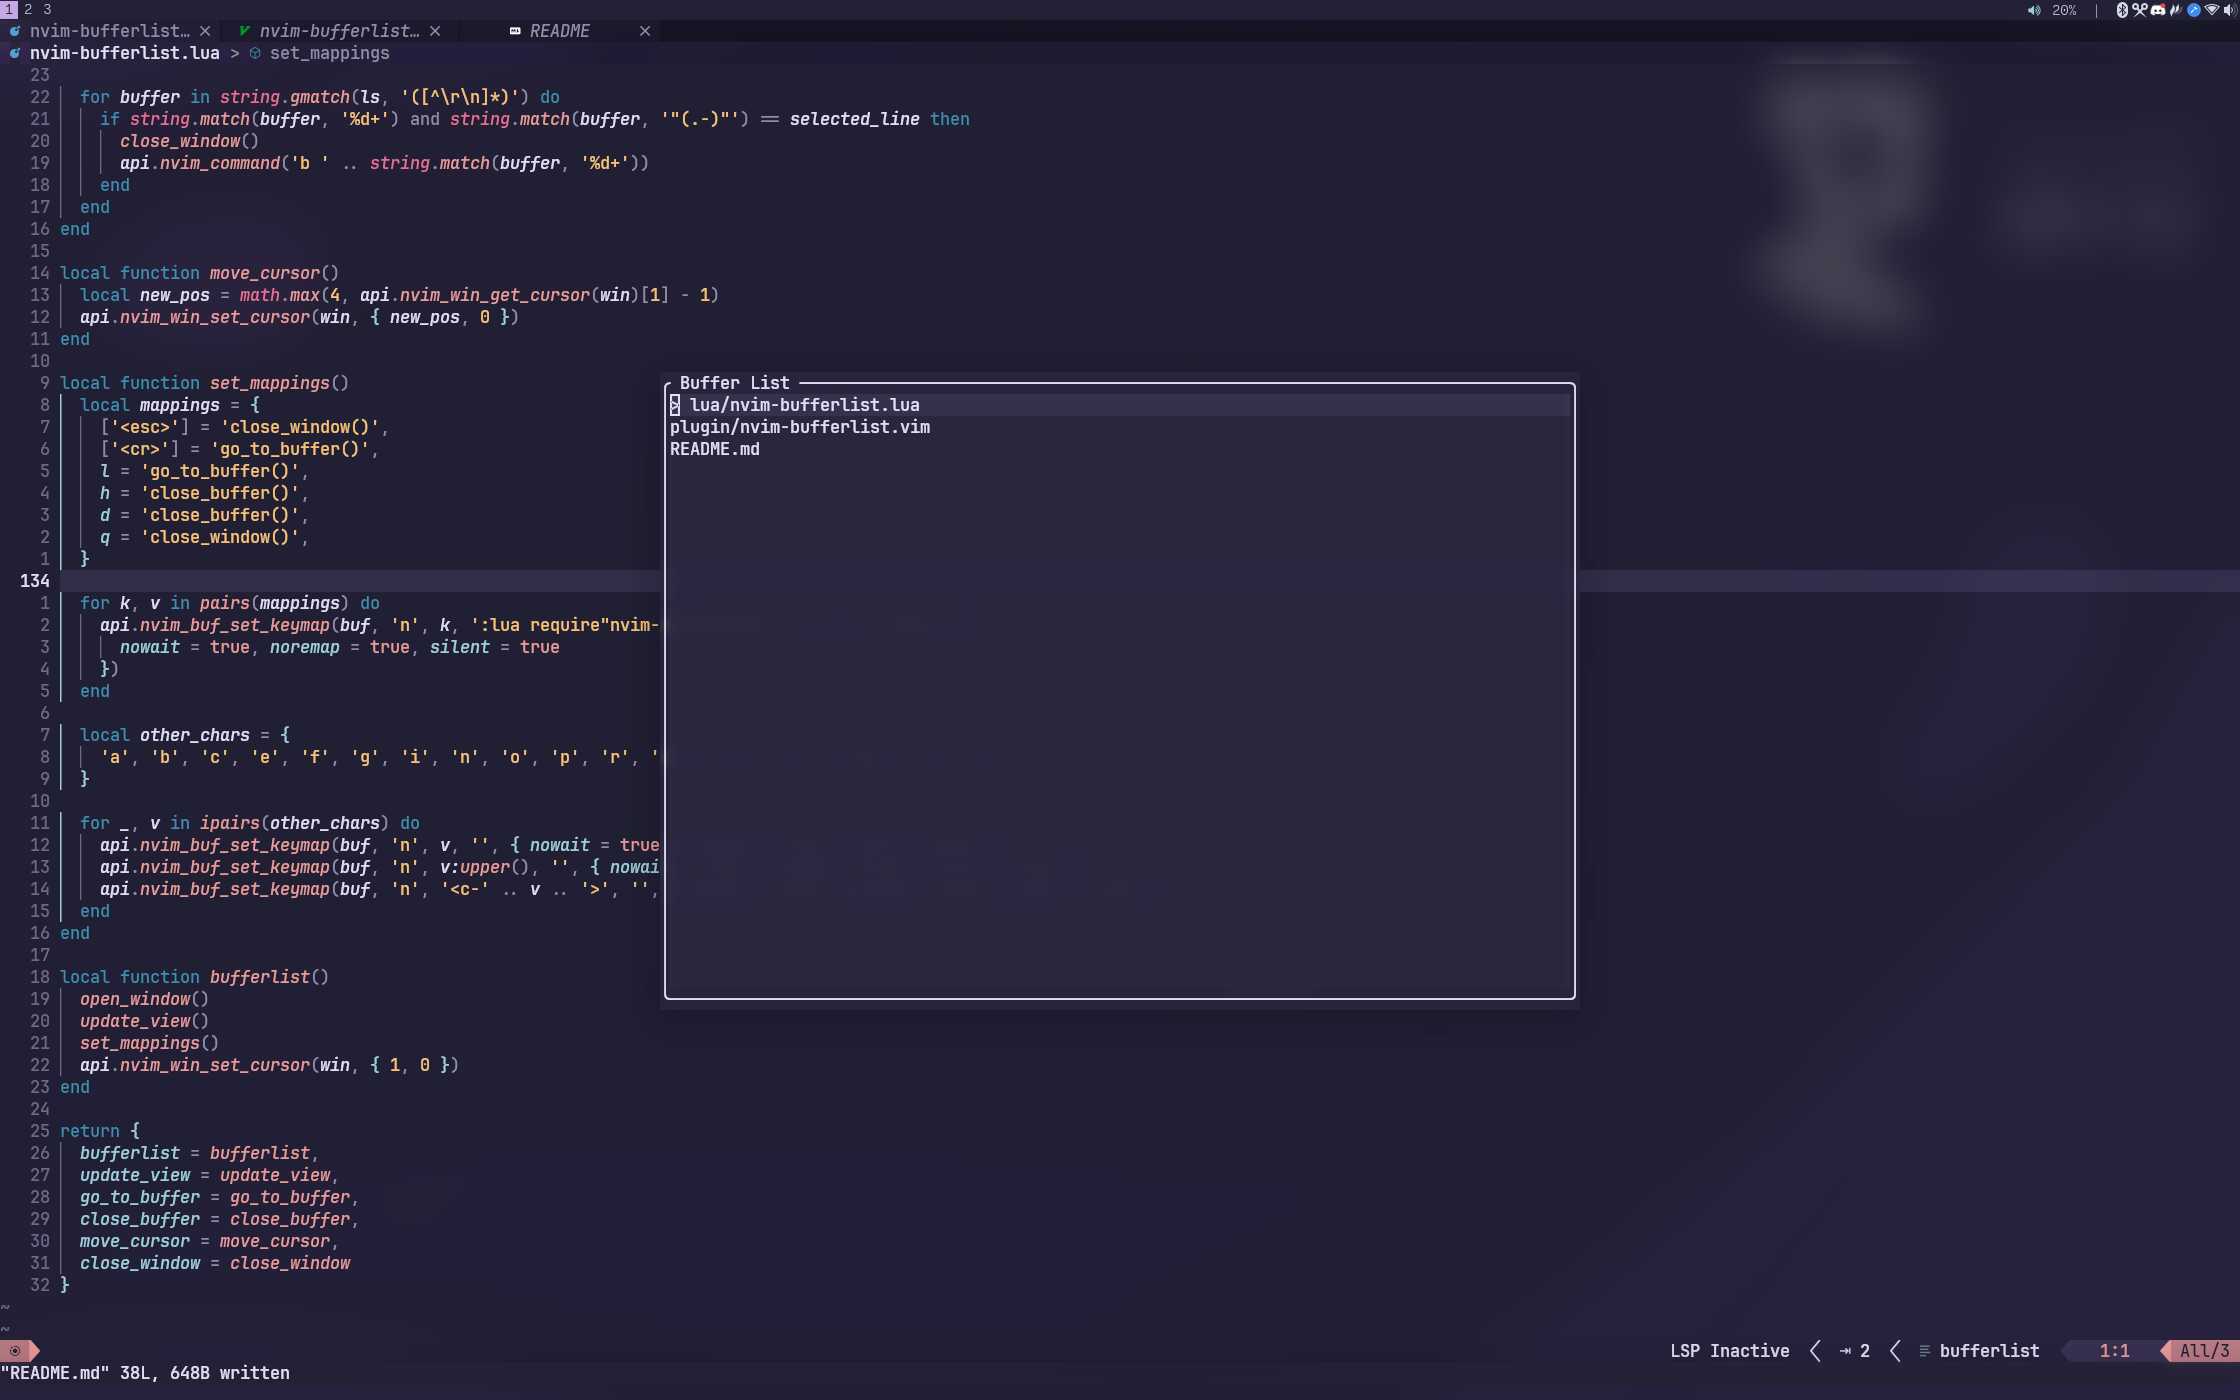 1 2 3
20% |
nvim-bufferlist… × nvim-bufferlist… × README ×
nvim-bufferlist.lua > set_mappings
23
22 for buffer in string.gmatch(ls, '([^\r\n]*)') do
21 if string.match(buffer, '%d+') and string.match(buffer, '"(.-)"') == selected_line then
20 close_window()
19 api.nvim_command('b ' .. string.match(buffer, '%d+'))
18 end
17 end
16 end
15
14 local function move_cursor()
13 local new_pos = math.max(4, api.nvim_win_get_cursor(win)[1] - 1)
12 api.nvim_win_set_cursor(win, { new_pos, 0 })
11 end
10
9 local function set_mappings()
8 local mappings = {
7 ['<esc>'] = 'close_window()',
6 ['<cr>'] = 'go_to_buffer()',
5 l = 'go_to_buffer()',
4 h = 'close_buffer()',
3 d = 'close_buffer()',
2 q = 'close_window()',
1 }
134
1 for k, v in pairs(mappings) do
2 api.nvim_buf_set_keymap(buf, 'n', k, ':lua require"nvim-
3 nowait = true, noremap = true, silent = true
4 })
5 end
6
7 local other_chars = {
8 'a', 'b', 'c', 'e', 'f', 'g', 'i', 'n', 'o', 'p', 'r', '
9 }
10
11 for _, v in ipairs(other_chars) do
12 api.nvim_buf_set_keymap(buf, 'n', v, '', { nowait = true
13 api.nvim_buf_set_keymap(buf, 'n', v:upper(), '', { nowai
14 api.nvim_buf_set_keymap(buf, 'n', '<c-' .. v .. '>', '',
15 end
16 end
17
18 local function bufferlist()
19 open_window()
20 update_view()
21 set_mappings()
22 api.nvim_win_set_cursor(win, { 1, 0 })
23 end
24
25 return {
26 bufferlist = bufferlist,
27 update_view = update_view,
28 go_to_buffer = go_to_buffer,
29 close_buffer = close_buffer,
30 move_cursor = move_cursor,
31 close_window = close_window
32 }
~
~
Buffer List
> lua/nvim-bufferlist.lua
plugin/nvim-bufferlist.vim
README.md
LSP Inactive 2 bufferlist 1:1 All/3
"README.md" 38L, 648B written